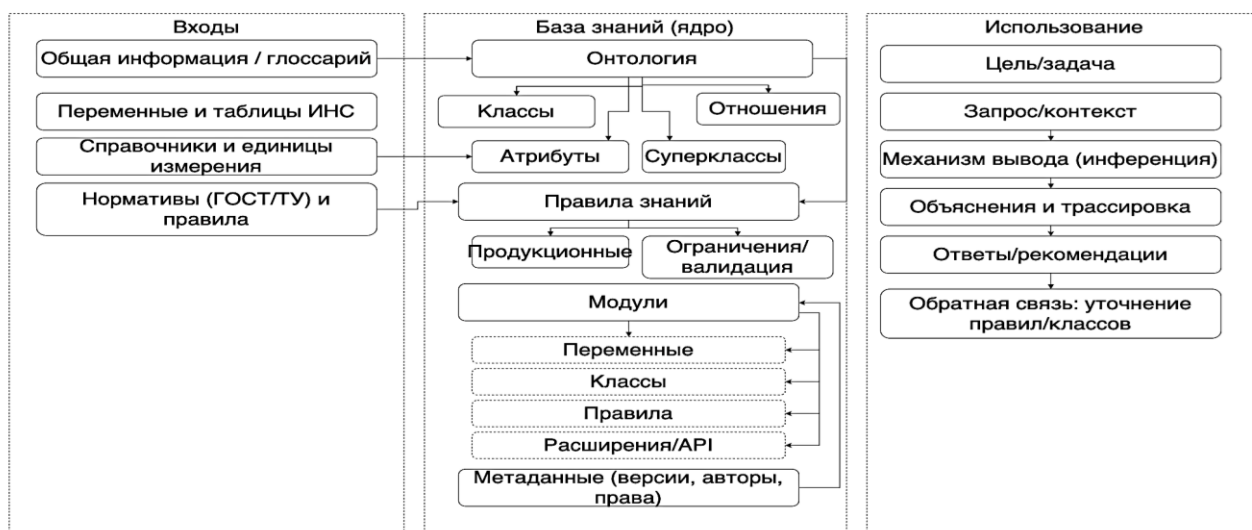 Входы
Общая информация / глоссарий
Переменные и таблицы ИНС
Справочники и единицы
измерения
Нормативы (ГОСТ/ТУ) и
правила
База знаний (ядро)
Онтология
Классы
Отношения
Атрибуты
Суперклассы
Правила знаний
Продукционные
Ограничения/
валидация
Модули
Переменные
Классы
Правила
Расширения/API
Метаданные (версии, авторы,
права)
Использование
Цель/задача
Запрос/контекст
Механизм вывода (инференция)
Объяснения и трассировка
Ответы/рекомендации
Обратная связь: уточнение
правил/классов